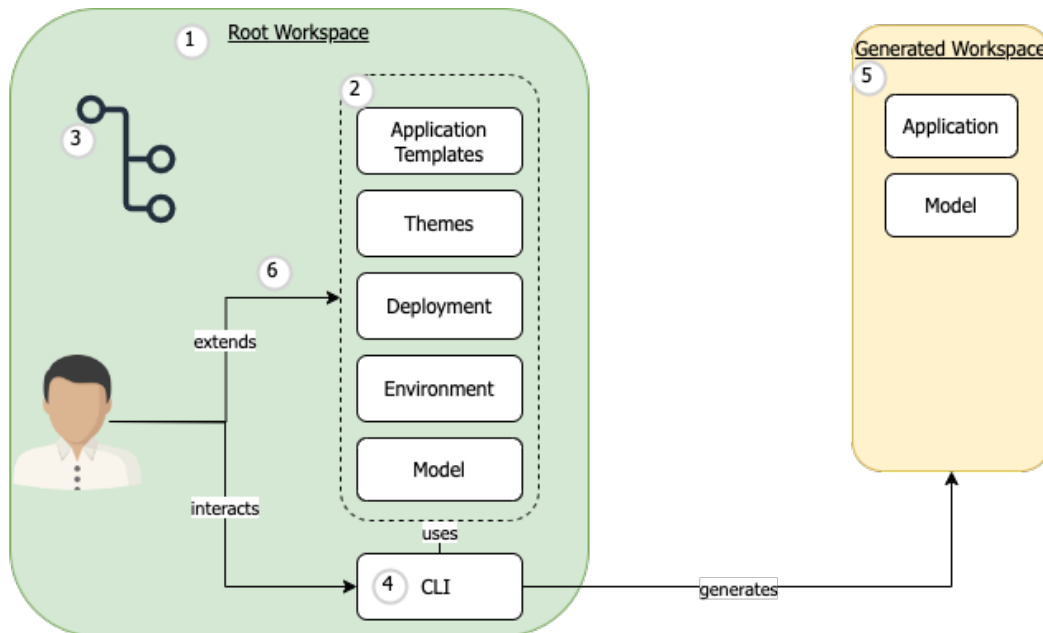 1
Root Workspace
2
Application
Templates
3
Themes
6
Deployment
extends
Environment
Model
interacts
uses
4
CLI
generates
Generated Workspace
5
Application
Model